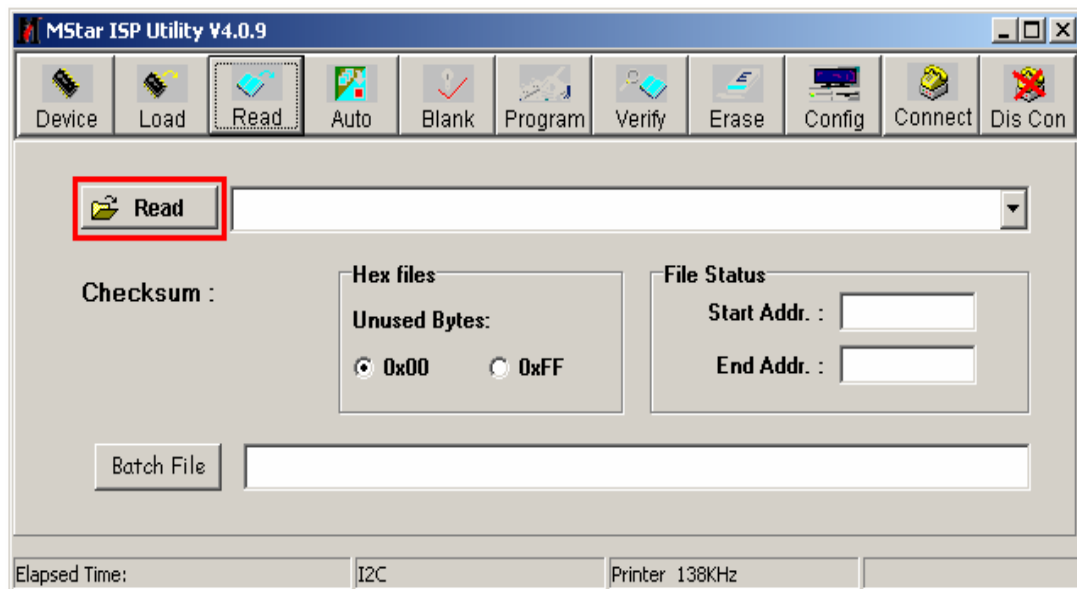 MStar ISP Utility V4.0.9
Device Load Read Auto Blank Program Verify Erase Config Connect Dis Con
Read
Checksum :
Hex files
Unused Bytes:
0x00 0xFF
File Status
Start Addr. :
End Addr. :
Batch File
Elapsed Time: I2C Printer 138KHz